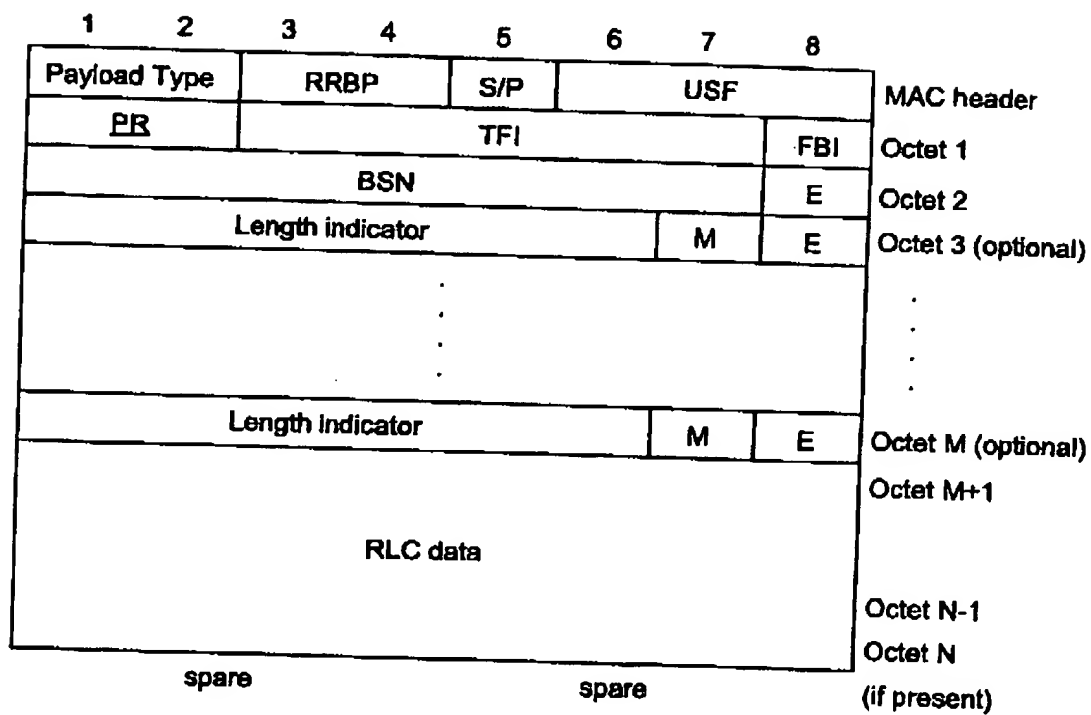 1 2 3 4 5 6 7 8
Payload Type RRBP S/P USF MAC header
PR TFI FBI Octet 1
BSN E Octet 2
Length indicator M E Octet 3 (optional)
Length indicator M E Octet M (optional)
Octet M+1
RLC data
Octet N-1
Octet N
spare spare (if present)